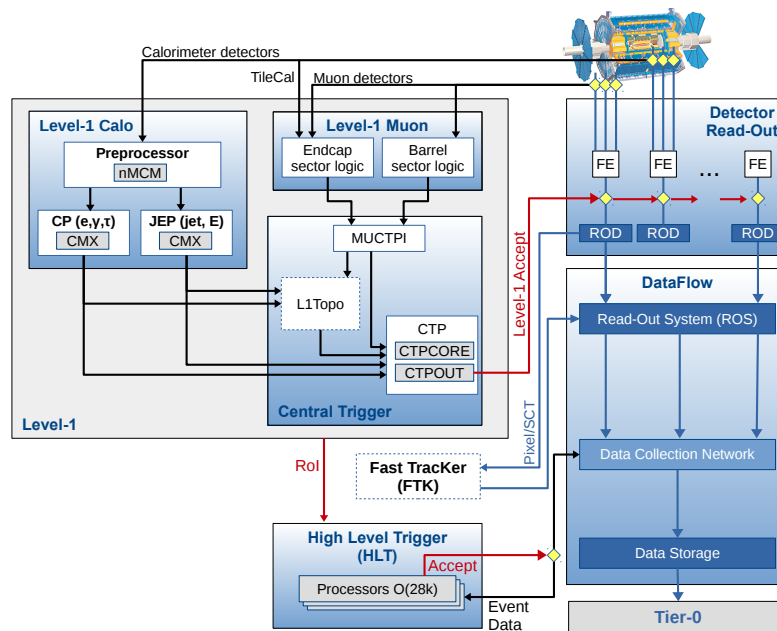 Calorimeter detectors
TileCal
Muon detectors
Level-1 Calo
Preprocessor
nMCM
CP (e,γ,τ)
CMX
JEP (jet, E)
CMX
Level-1 Muon
Endcap
sector logic
Barrel
sector logic
MUCTPI
L1Topo
CTP
CTPCORE
CTPOUT
Central Trigger
Level-1
Level-1 Accept
Detector
Read-Out
FE
FE
...
FE
ROD
ROD
ROD
DataFlow
Read-Out System (ROS)
Pixel/SCT
RoI
Fast TracKer
(FTK)
Data Collection Network
High Level Trigger
(HLT)
Accept
Processors O(28k)
Event
Data
Data Storage
Tier-0